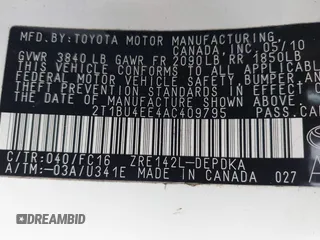 MFD. BY: TOYOTA MOTOR MANUFACTURING
CANADA, INC. 05/10
GVWR 3840 LB GAWR FR 2090LB RR 1850LB
THIS VEHICLE CONFORMS TO ALL APPLICABLE
FEDERAL MOTOR VEHICLE SAFETY, BUMPER, AND
THEFT PREVENTION STANDARDS IN EFFECT ON
THE DATE OF MANUFACTURE SHOWN ABOVE.
2T1BU4EE4AC409795 PASS. CAR
C/TR: 040/FC16 ZRE142L-DEPDKA
A/TM: -03A/U341E MADE IN CANADA 027
DREAMBID.COM